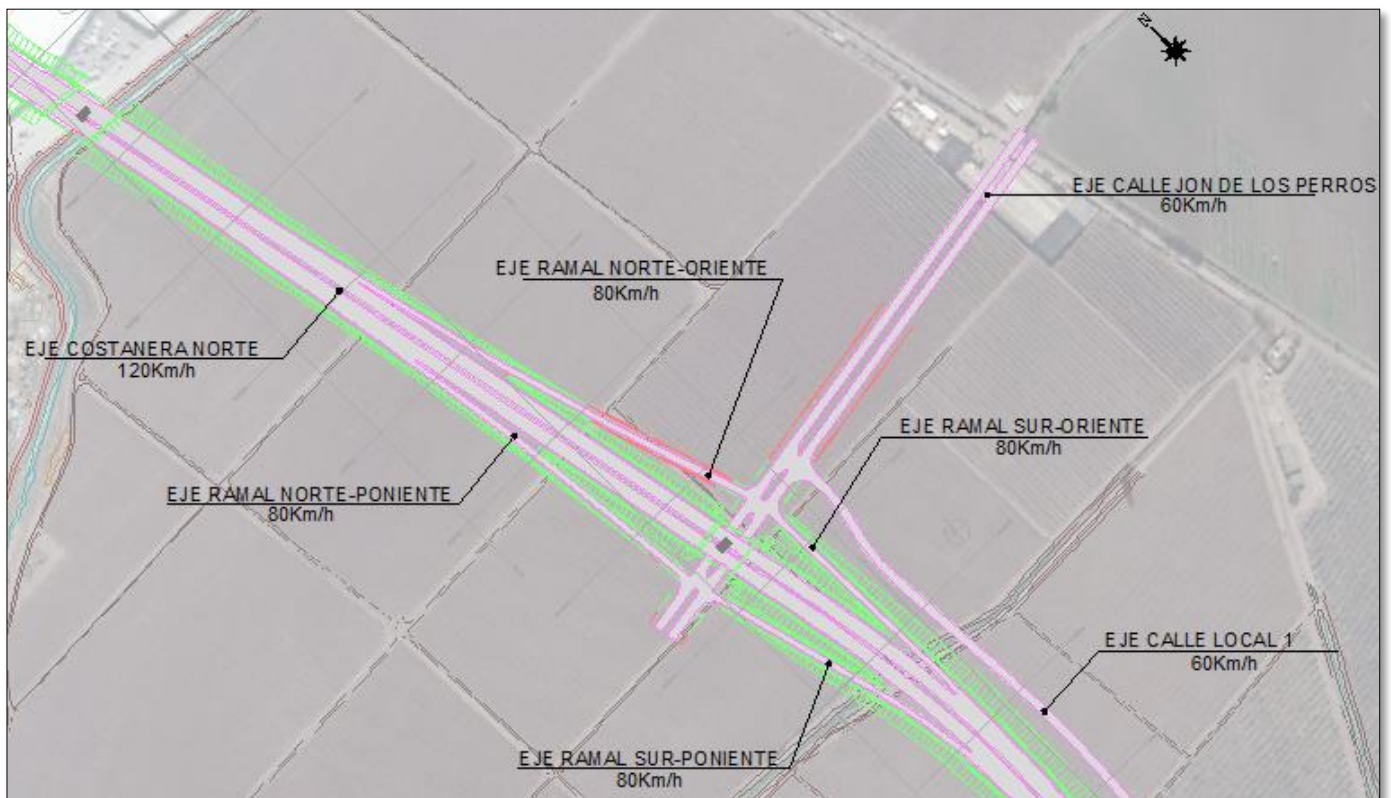 N
EJE CALLEJON DE LOS PERROS
60Km/h
EJE RAMAL NORTE-ORIENTE
80Km/h
EJE COSTANERA NORTE
120Km/h
EJE RAMAL SUR-ORIENTE
80Km/h
EJE RAMAL NORTE-PONIENTE
80Km/h
EJE CALLE LOCAL 1
60Km/h
EJE RAMAL SUR-PONIENTE
80Km/h